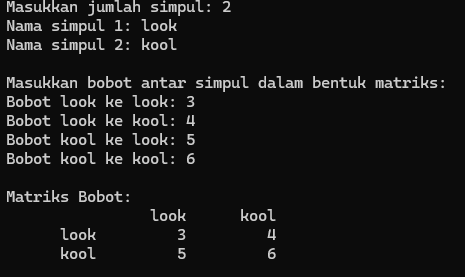 Masukkan jumlah simpul: 2
Nama simpul 1: look
Nama simpul 2: kool
Masukkan bobot antar simpul dalam bentuk matriks:
Bobot look ke look: 3
Bobot look ke kool: 4
Bobot kool ke look: 5
Bobot kool ke kool: 6
Matriks Bobot:
look kool
look 3 4
kool 5 6